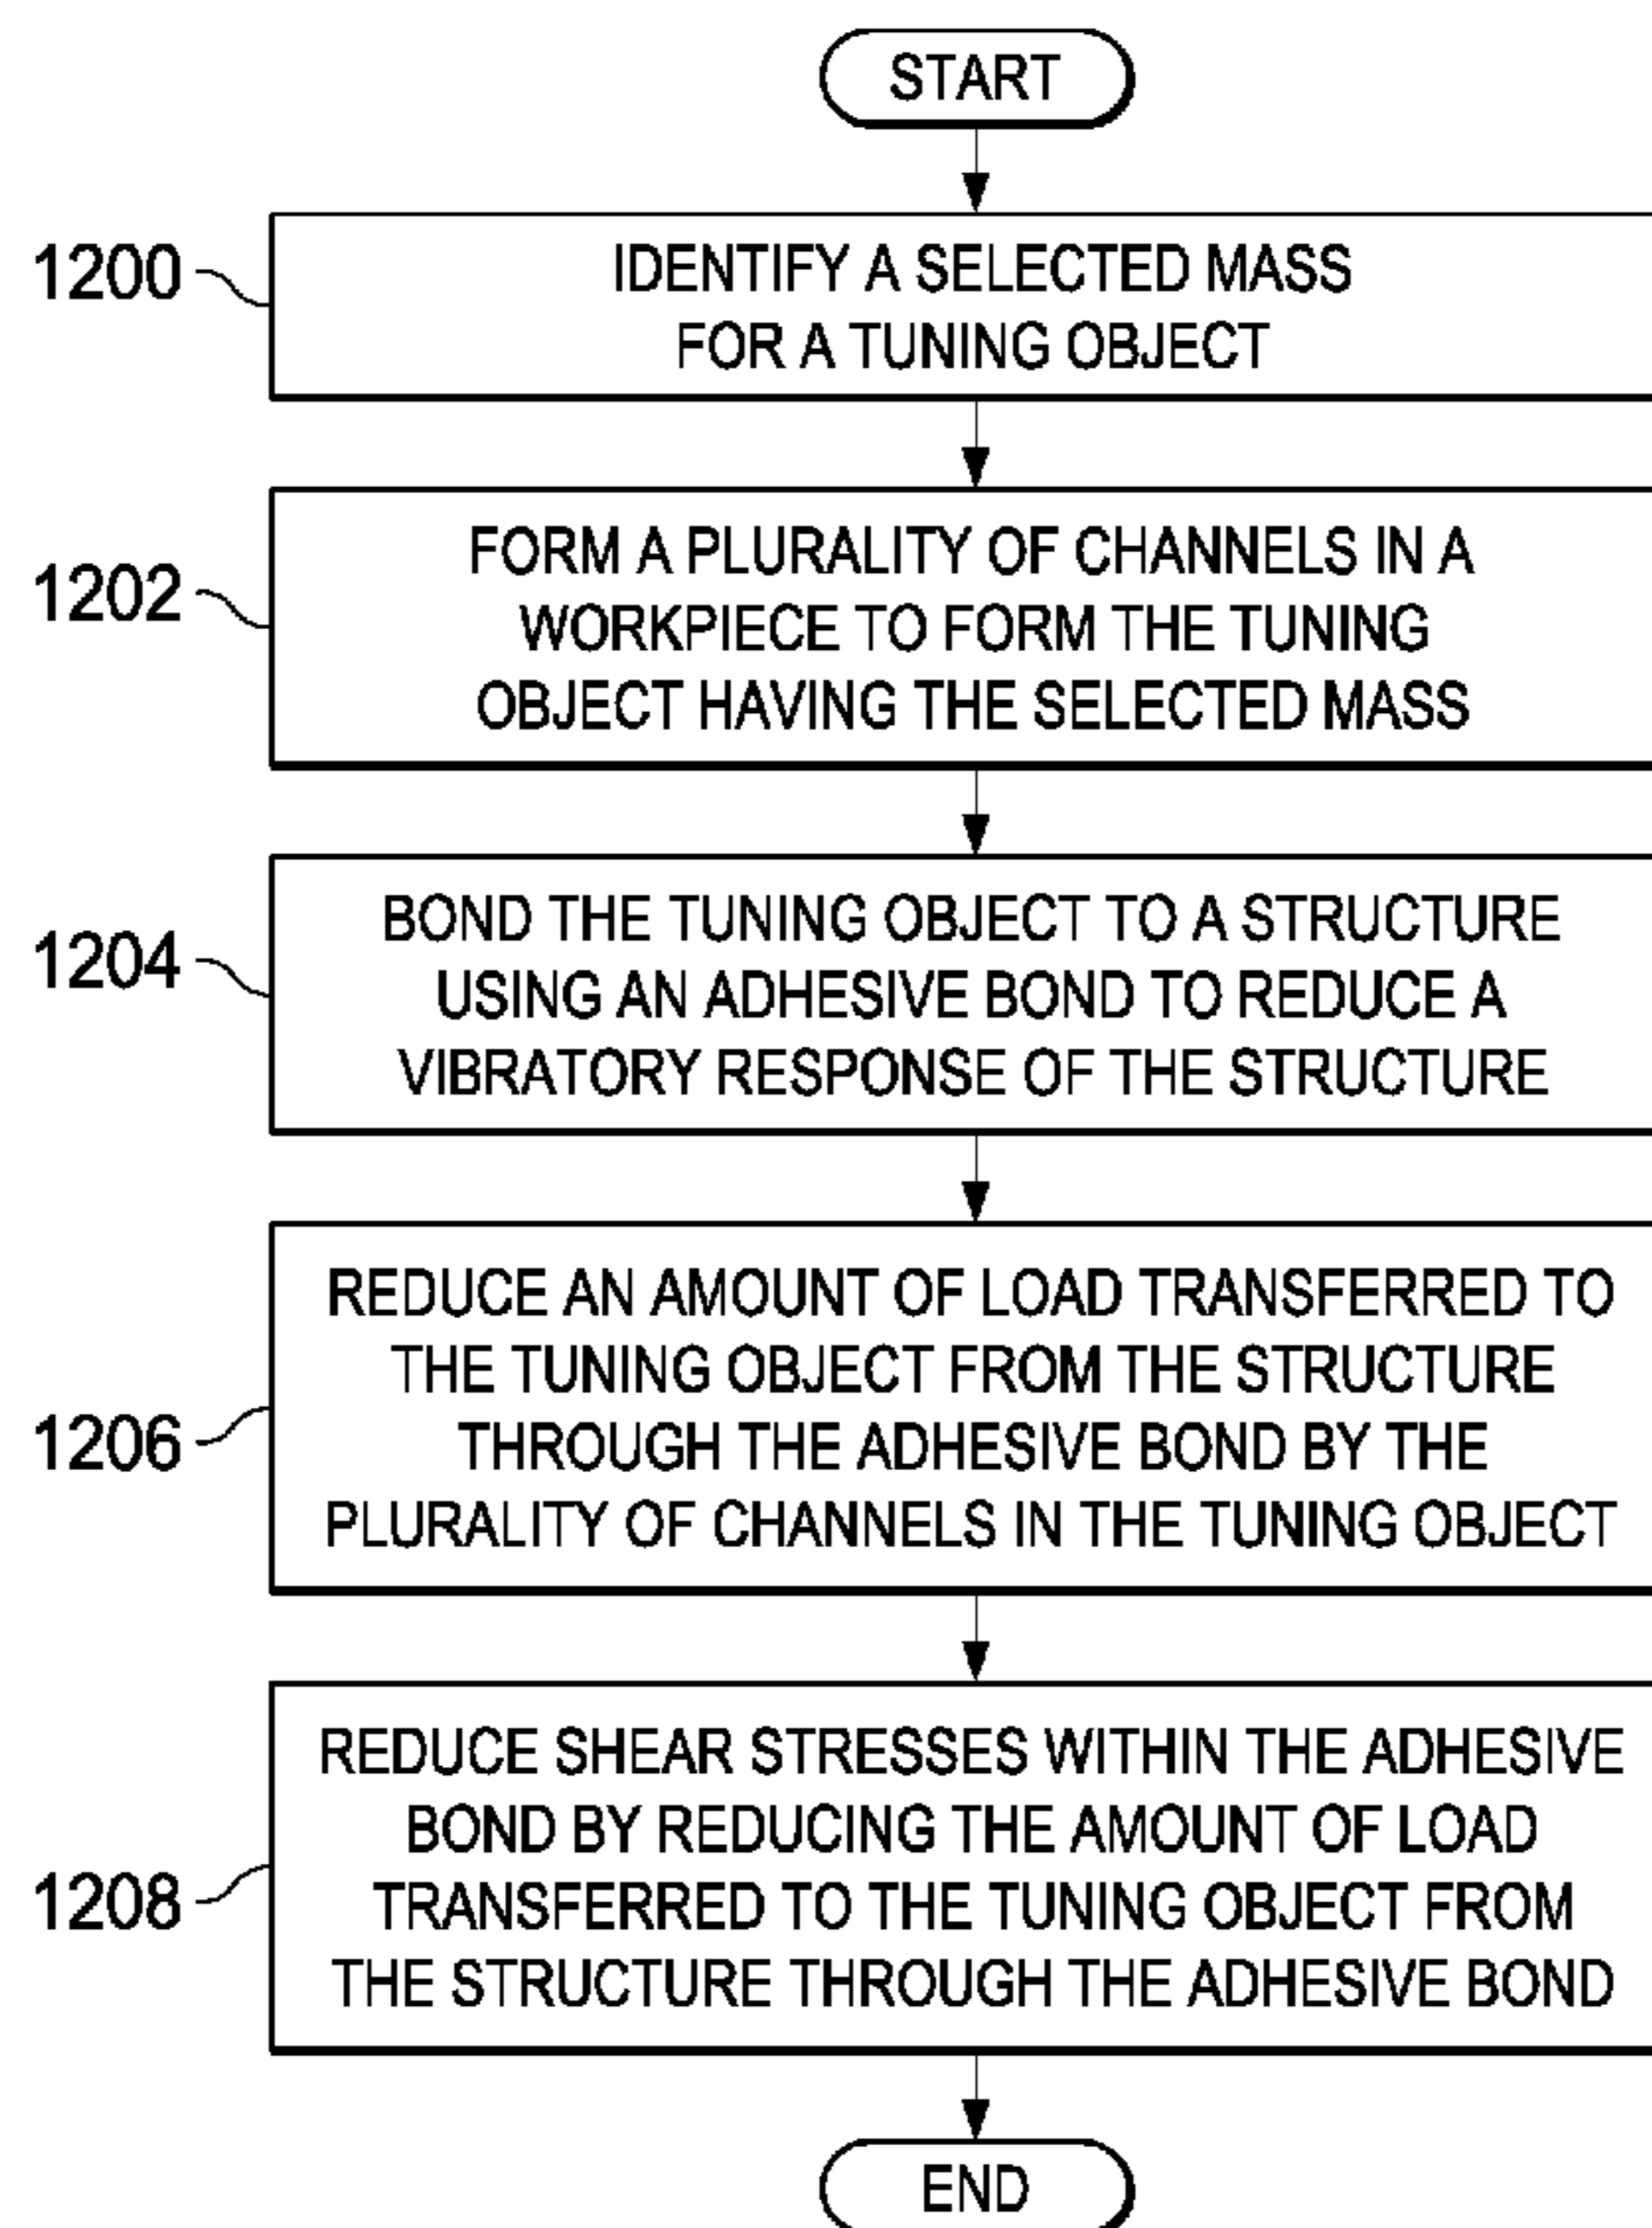 START
1200
IDENTIFY A SELECTED MASS
FOR A TUNING OBJECT
1202
FORM A PLURALITY OF CHANNELS IN A
WORKPIECE TO FORM THE TUNING
OBJECT HAVING THE SELECTED MASS
1204
BOND THE TUNING OBJECT TO A STRUCTURE
USING AN ADHESIVE BOND TO REDUCE A
VIBRATORY RESPONSE OF THE STRUCTURE
1206
REDUCE AN AMOUNT OF LOAD TRANSFERRED TO
THE TUNING OBJECT FROM THE STRUCTURE
THROUGH THE ADHESIVE BOND BY THE
PLURALITY OF CHANNELS IN THE TUNING OBJECT
1208
REDUCE SHEAR STRESSES WITHIN THE ADHESIVE
BOND BY REDUCING THE AMOUNT OF LOAD
TRANSFERRED TO THE TUNING OBJECT FROM
THE STRUCTURE THROUGH THE ADHESIVE BOND
END